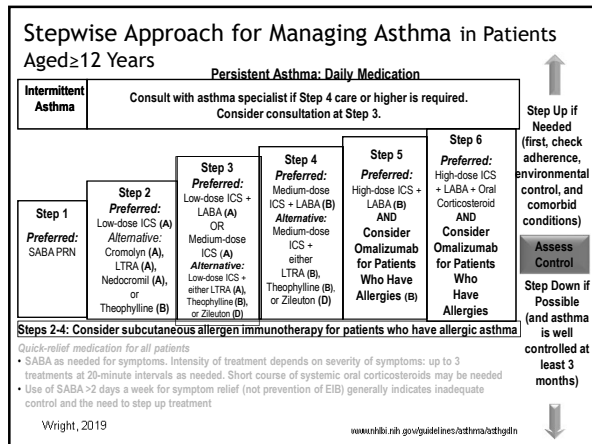 Stepwise Approach for Managing Asthma in Patients
Aged≥12 Years
Persistent Asthma: Daily Medication
Intermittent
Asthma
Consult with asthma specialist if Step 4 care or higher is required.
Consider consultation at Step 3.
Step 1
Preferred:
SABA PRN
Step 2
Preferred:
Low-dose ICS (A)
Alternative:
Cromolyn (A),
LTRA (A),
Nedocromil (A),
or
Theophylline (B)
Step 3
Preferred:
Low-dose ICS +
LABA (A)
OR
Medium-dose
ICS (A)
Alternative:
Low-dose ICS +
either LTRA (A),
Theophylline (B),
or Zileuton (D)
Step 4
Preferred:
Medium-dose
ICS + LABA (B)
Alternative:
Medium-dose
ICS +
either
LTRA (B),
Theophylline (B),
or Zileuton (D)
Step 5
Preferred:
High-dose ICS +
LABA (B)
AND
Consider
Omalizumab
for Patients
Who Have
Allergies (B)
Step 6
Preferred:
High-dose ICS
+ LABA + Oral
Corticosteroid
AND
Consider
Omalizumab
for Patients
Who
Have
Allergies
Step Up if
Needed
(first, check
adherence,
environmental
control, and
comorbid
conditions)
Assess
Control
Step Down if
Possible
(and asthma
is well
controlled at
least 3
months)
Steps 2-4: Consider subcutaneous allergen immunotherapy for patients who have allergic asthma
Quick-relief medication for all patients
• SABA as needed for symptoms. Intensity of treatment depends on severity of symptoms: up to 3
treatments at 20-minute intervals as needed. Short course of systemic oral corticosteroids may be needed
• Use of SABA >2 days a week for symptom relief (not prevention of EIB) generally indicates inadequate
control and the need to step up treatment
Wright, 2019
www.nhlbi.nih.gov/guidelines/asthma/asthgdln